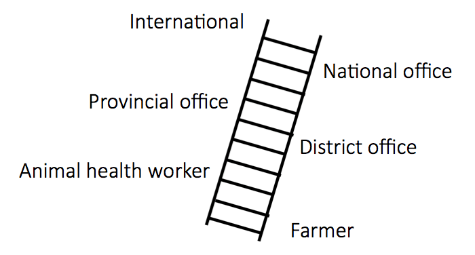 International
National office
Provincial office
District office
Animal health worker
Farmer